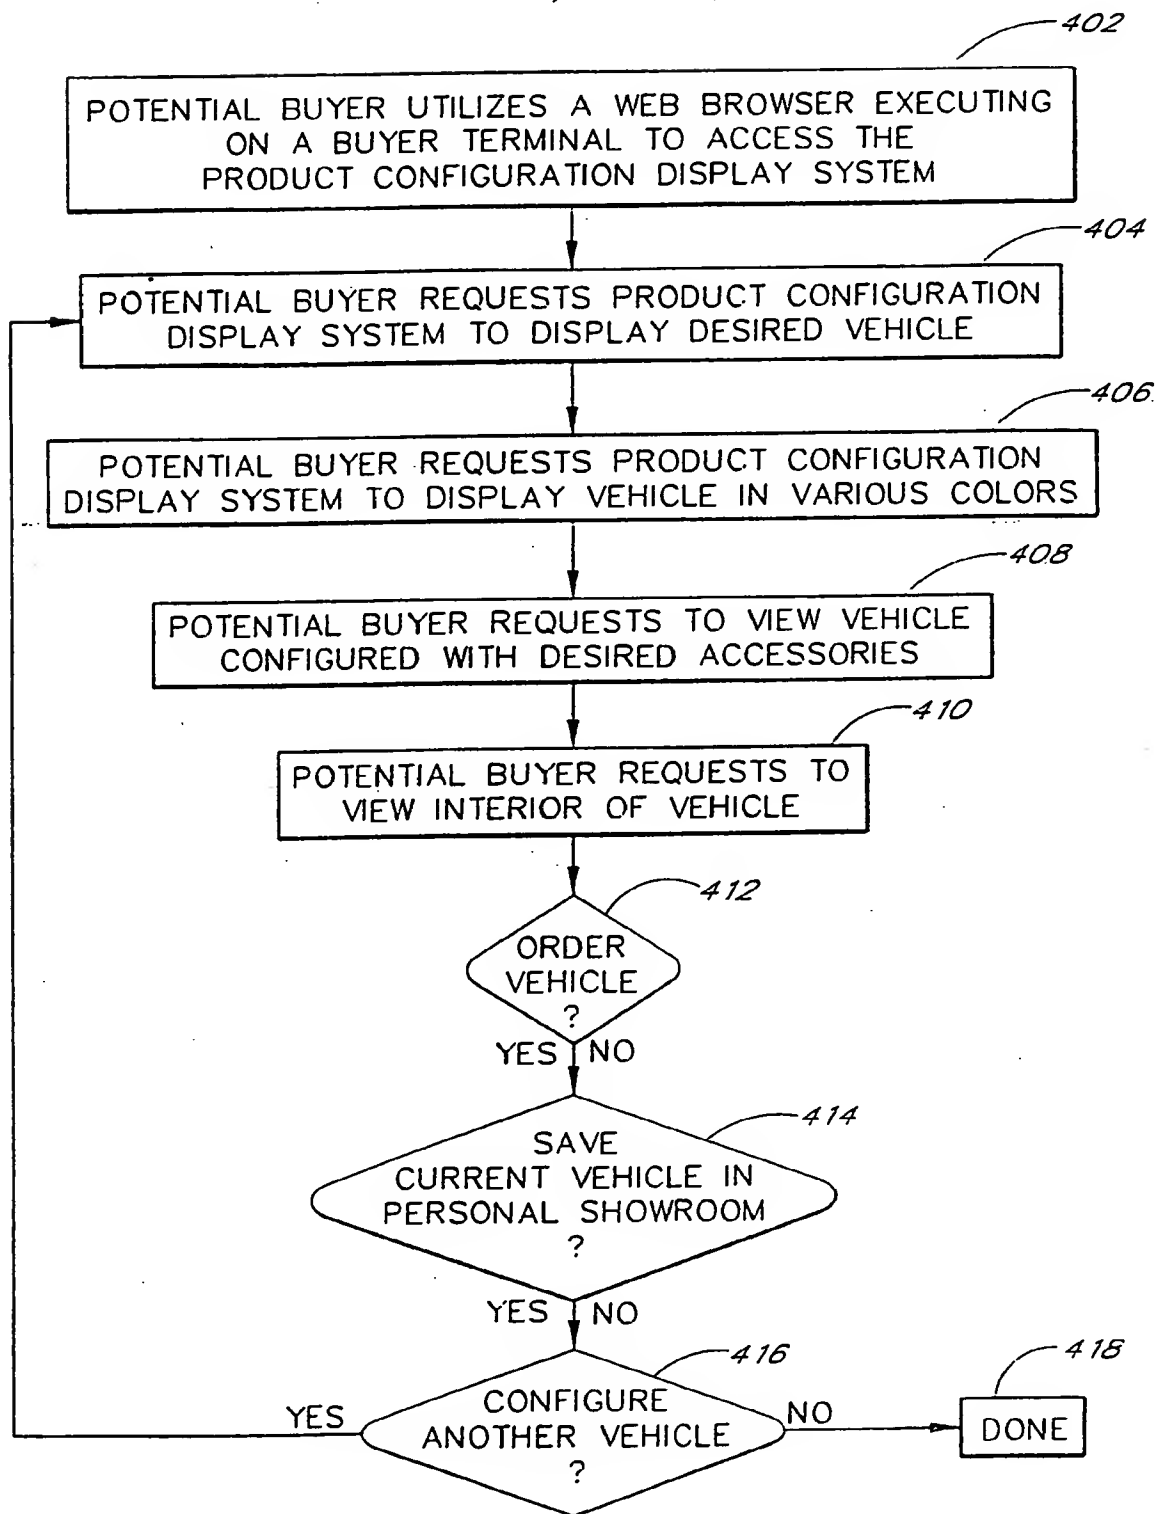 402
POTENTIAL BUYER UTILIZES A WEB BROWSER EXECUTING
ON A BUYER TERMINAL TO ACCESS THE
PRODUCT CONFIGURATION DISPLAY SYSTEM
404
POTENTIAL BUYER REQUESTS PRODUCT CONFIGURATION
DISPLAY SYSTEM TO DISPLAY DESIRED VEHICLE
406
POTENTIAL BUYER REQUESTS PRODUCT CONFIGURATION
DISPLAY SYSTEM TO DISPLAY VEHICLE IN VARIOUS COLORS
408
POTENTIAL BUYER REQUESTS TO VIEW VEHICLE
CONFIGURED WITH DESIRED ACCESSORIES
410
POTENTIAL BUYER REQUESTS TO
VIEW INTERIOR OF VEHICLE
412
ORDER
VEHICLE
?
YES NO
414
SAVE
CURRENT VEHICLE IN
PERSONAL SHOWROOM
?
YES NO
416
418
CONFIGURE
ANOTHER VEHICLE
?
YES
NO
DONE